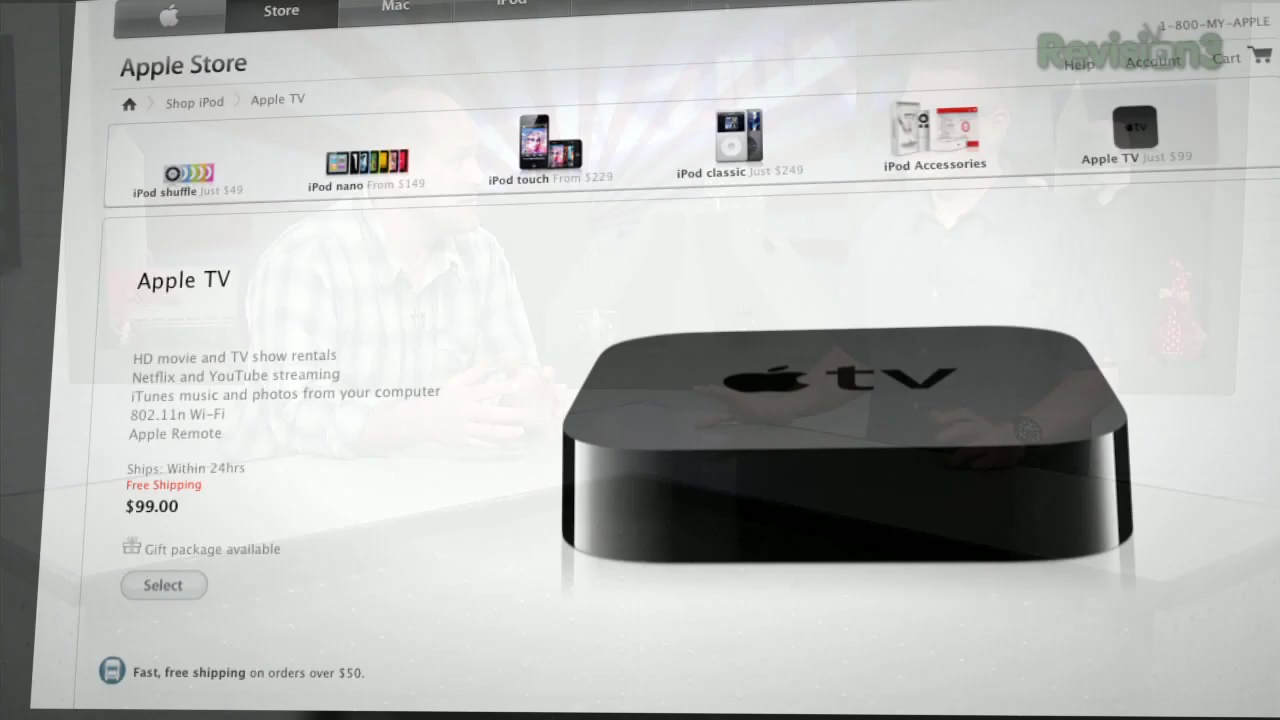 Store
Mac
iPod
1-800-MY-APPLE
Revision3
Help
Account
Cart
Apple Store
Shop iPod
Apple TV
iPod shuffle Just $49
iPod nano From $149
iPod touch From $229
iPod classic Just $249
iPod Accessories
tv
Apple TV Just $99
Apple TV
HD movie and TV show rentals
Netflix and YouTube streaming
iTunes music and photos from your computer
802.11n Wi-Fi
Apple Remote
Ships: Within 24hrs
Free Shipping
$99.00
Gift package available
Select
Fast, free shipping on orders over $50.
tv